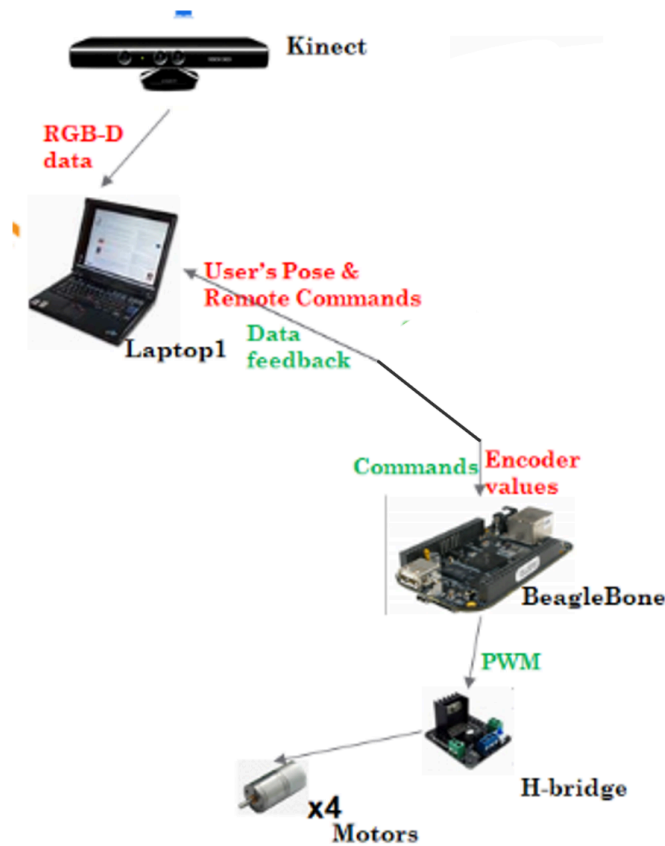 Kinect
RGB-D
data
User's Pose &
Remote Commands
Data
feedback
Laptop1
Commands
Encoder
values
BeagleBone
PWM
H-bridge
x4
Motors